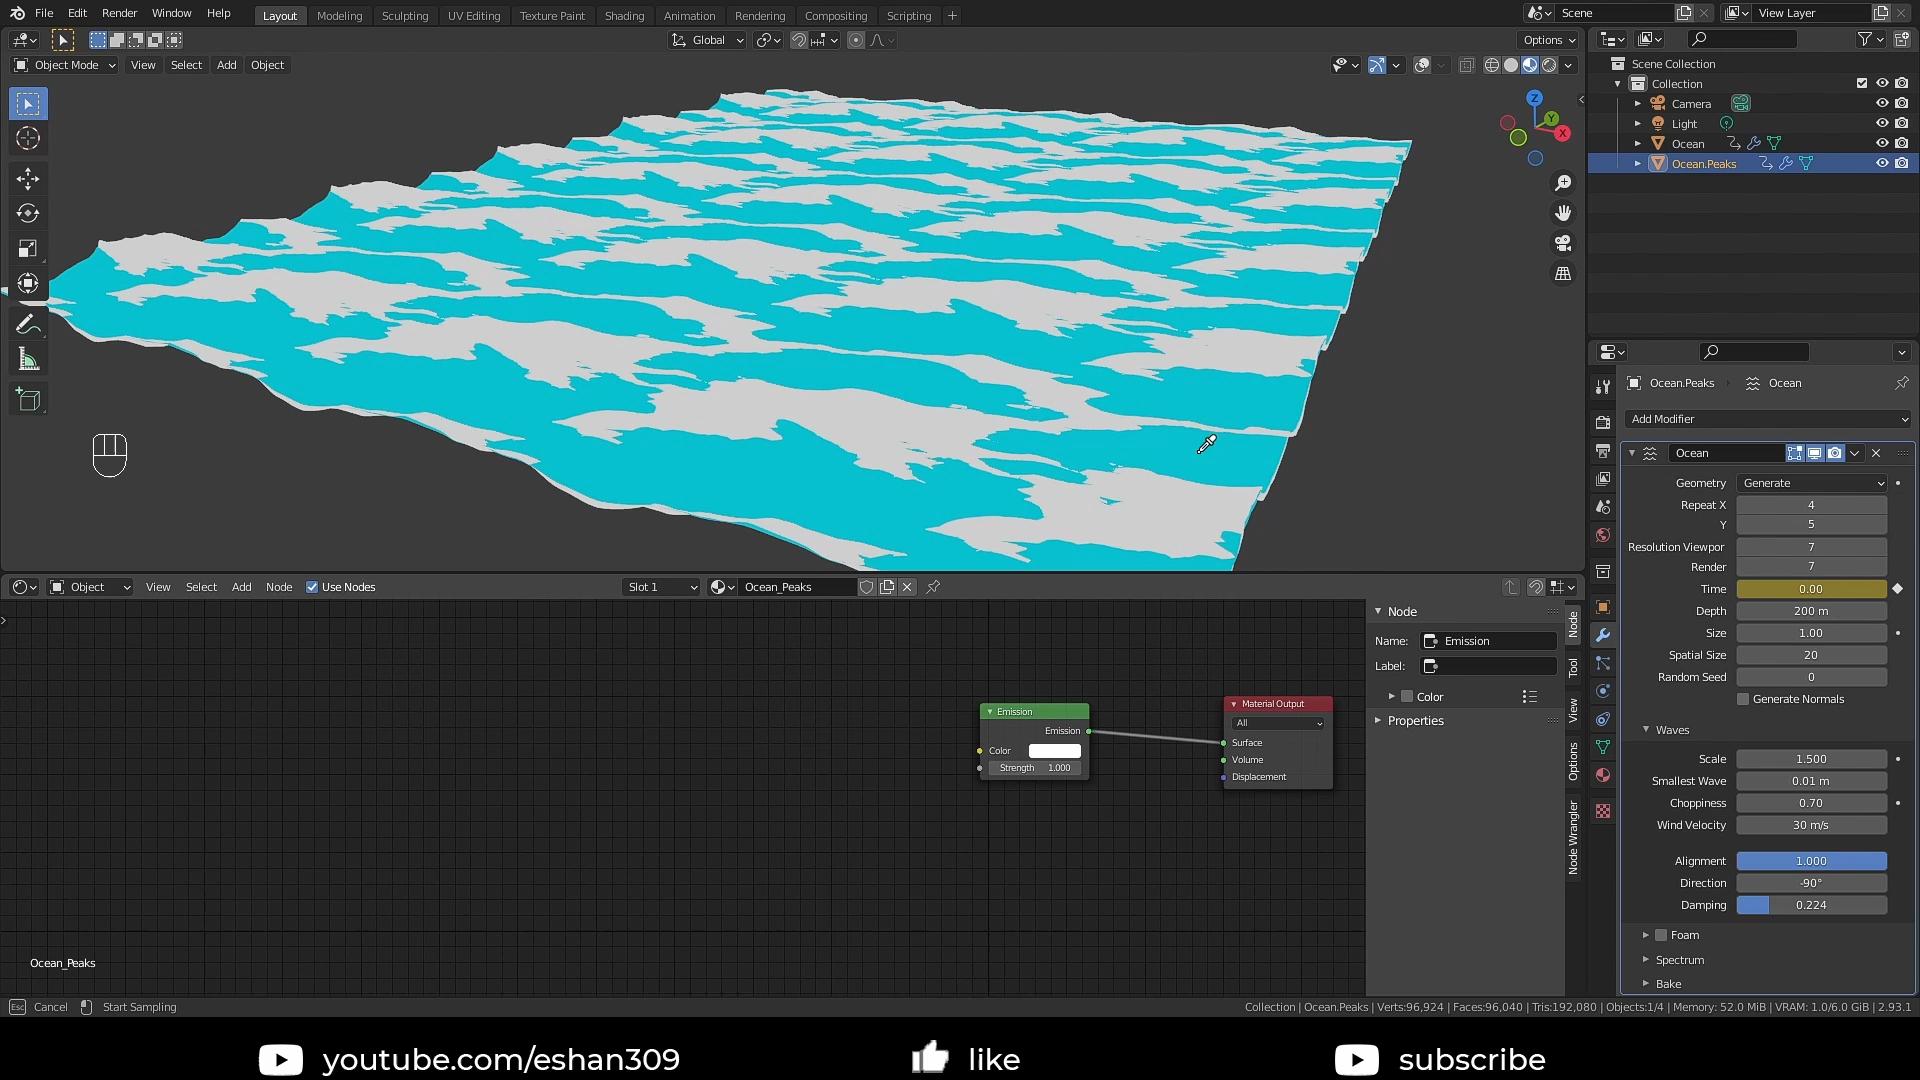 File Edit Render Window Help Layout Modeling Sculpting UV Editing Texture Paint Shading Animation Rendering Compositing Scripting Scene View Layer
Global Options
Object Mode View Select Add Object
Z Y X
Scene Collection
Collection
Camera
Light
Ocean
Ocean.Peaks
Ocean.Peaks Ocean
Add Modifier
Ocean
Geometry Generate
Repeat X 4
Y 5
Resolution Viewpor 7
Render 7
Time 0.00
Depth 200 m
Size 1.00
Spatial Size 20
Random Seed 0
Generate Normals
Waves
Scale 1.500
Smallest Wave 0.01 m
Choppiness 0.70
Wind Velocity 30 m/s
Alignment 1.000
Direction -90°
Damping 0.224
Foam
Spectrum
Bake
Object View Select Add Node Use Nodes Slot 1 Ocean_Peaks
Emission
Emission
Color
Strength 1.000
Material Output
All
Surface
Volume
Displacement
Node
Name: Emission
Label:
Color
Properties
Node
Tool
View
Options
Node Wrangler
Ocean_Peaks
Esc Cancel Start Sampling
Collection | Ocean.Peaks | Verts:96,924 | Faces:96,040 | Tris:192,080 | Objects:1/4 | Memory: 52.0 MiB | VRAM: 1.0/6.0 GiB | 2.93.1
youtube.com/eshan309 like subscribe